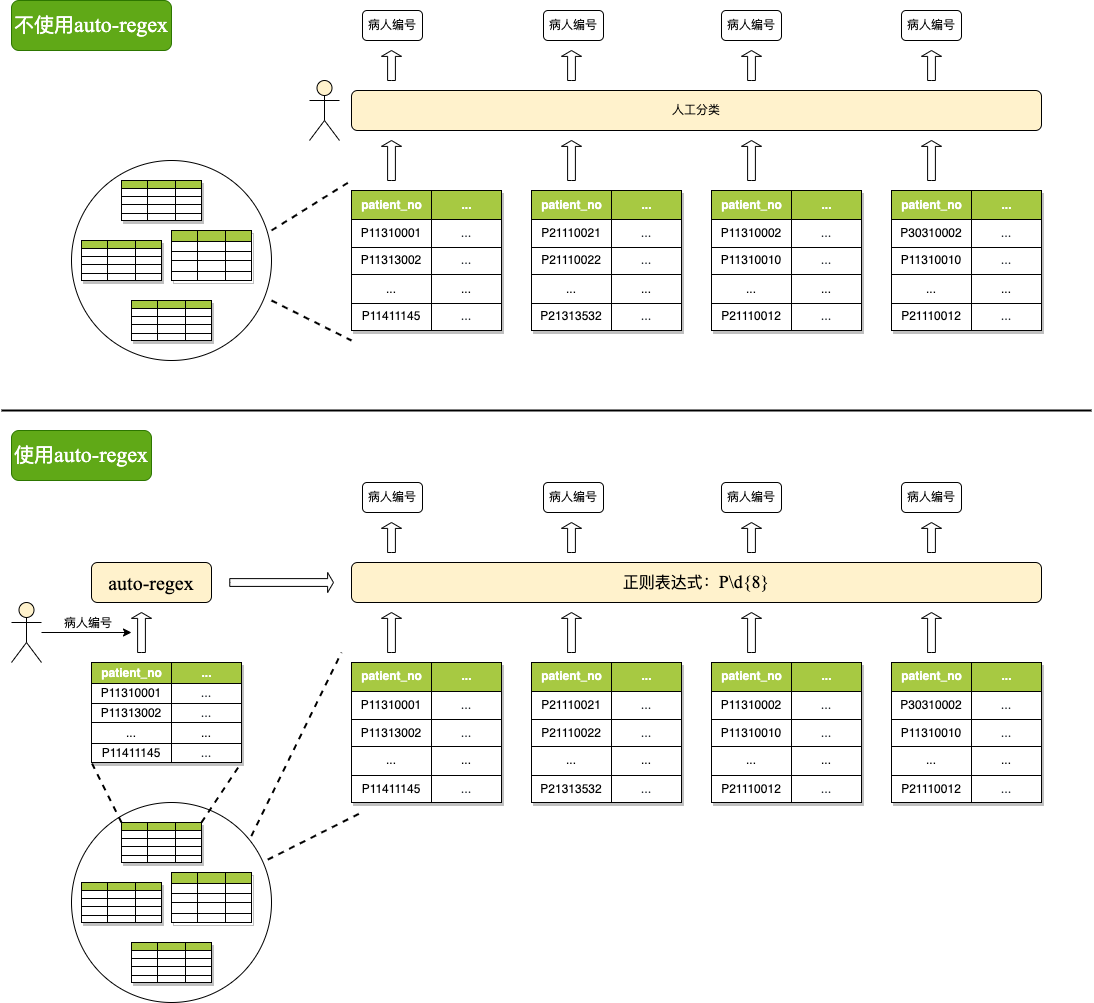 不使用auto-regex
病人编号 病人编号 病人编号 病人编号
人工分类
patient_no ... patient_no ... patient_no ... patient_no ...
P11310001 ... P21110021 ... P11310002 ... P30310002 ...
P11313002 ... P21110022 ... P11310010 ... P11310010 ...
... ... ... ... ... ... ... ...
P11411145 ... P21313532 ... P21110012 ... P21110012 ...
使用auto-regex
病人编号 病人编号 病人编号 病人编号
auto-regex
正则表达式：P\d{8}
病人编号
patient_no ...
P11310001 ...
P11313002 ...
... ...
P11411145 ...
patient_no ... patient_no ... patient_no ... patient_no ...
P11310001 ... P21110021 ... P11310002 ... P30310002 ...
P11313002 ... P21110022 ... P11310010 ... P11310010 ...
... ... ... ... ... ... ... ...
P11411145 ... P21313532 ... P21110012 ... P21110012 ...